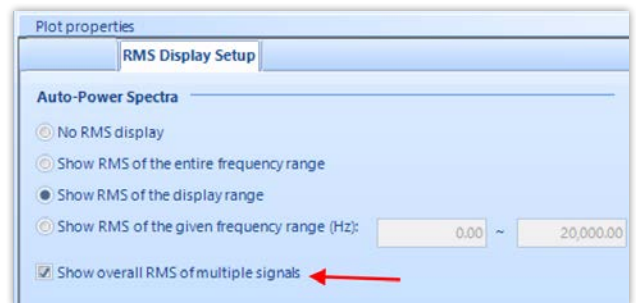 Plot properties
RMS Display Setup
Auto-Power Spectra
No RMS display
Show RMS of the entire frequency range
Show RMS of the display range
Show RMS of the given frequency range (Hz): 0.00 ~ 20,000.00
Show overall RMS of multiple signals